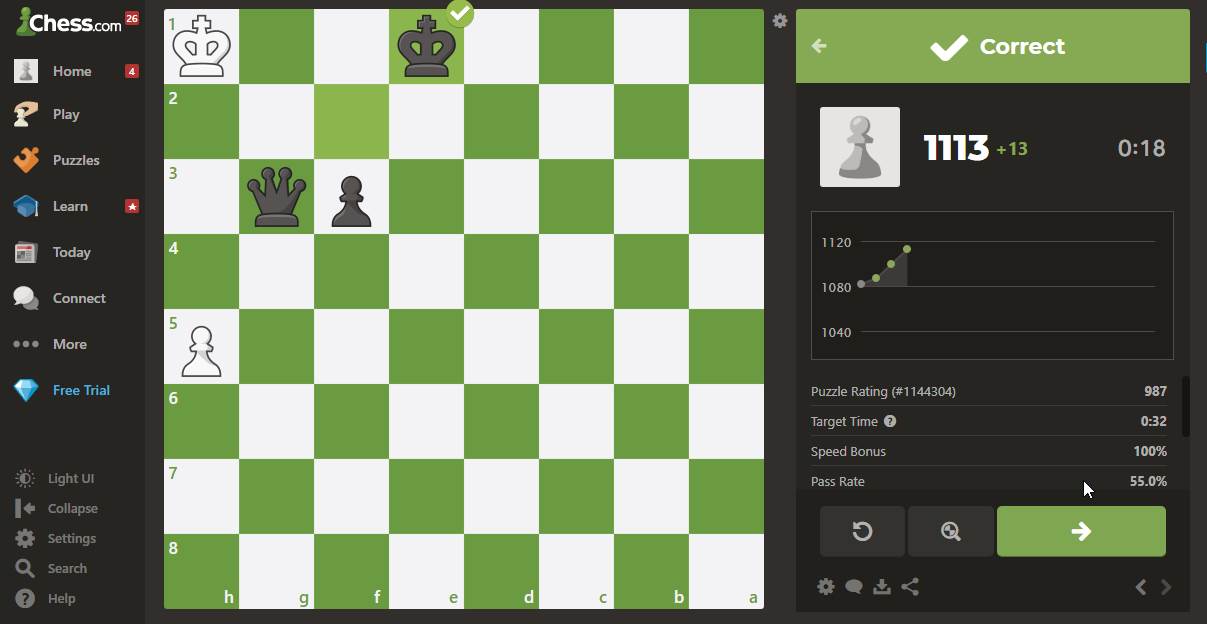 Chess.com 26
Home 4
Play
Puzzles
Learn
Today
Connect
More
Free Trial
Light UI
Collapse
Settings
Search
? Help
1
2
3
4
5
6
7
8
h g f e d c b a
Correct
1113 +13 0:18
1120
1080
1040
Puzzle Rating (#1144304) 987
Target Time ? 0:32
Speed Bonus 100%
Pass Rate 55.0%